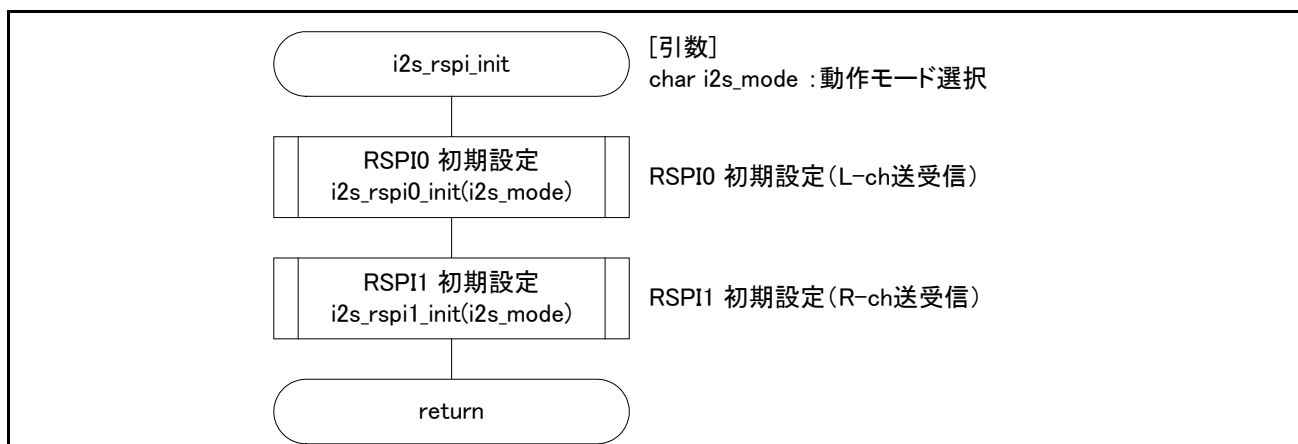 i2s_rspi_init
[引数]
char i2s_mode ：動作モード選択
RSPI0 初期設定
i2s_rspi0_init(i2s_mode)
RSPI0 初期設定（L-ch送受信）
RSPI1 初期設定
i2s_rspi1_init(i2s_mode)
RSPI1 初期設定（R-ch送受信）
return